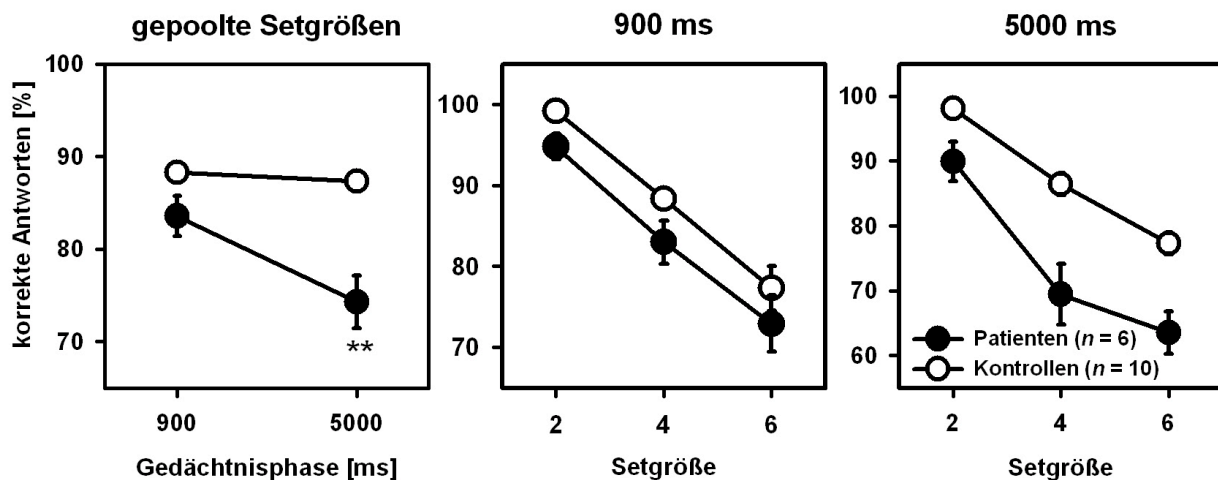 gepoolte Setgrößen
900 ms
5000 ms
korrekte Antworten [%]
100
90
80
70
**
900
5000
Gedächtnisphase [ms]
100
90
80
70
2
4
6
Setgröße
100
90
80
70
60
Patienten (n = 6)
Kontrollen (n = 10)
2
4
6
Setgröße